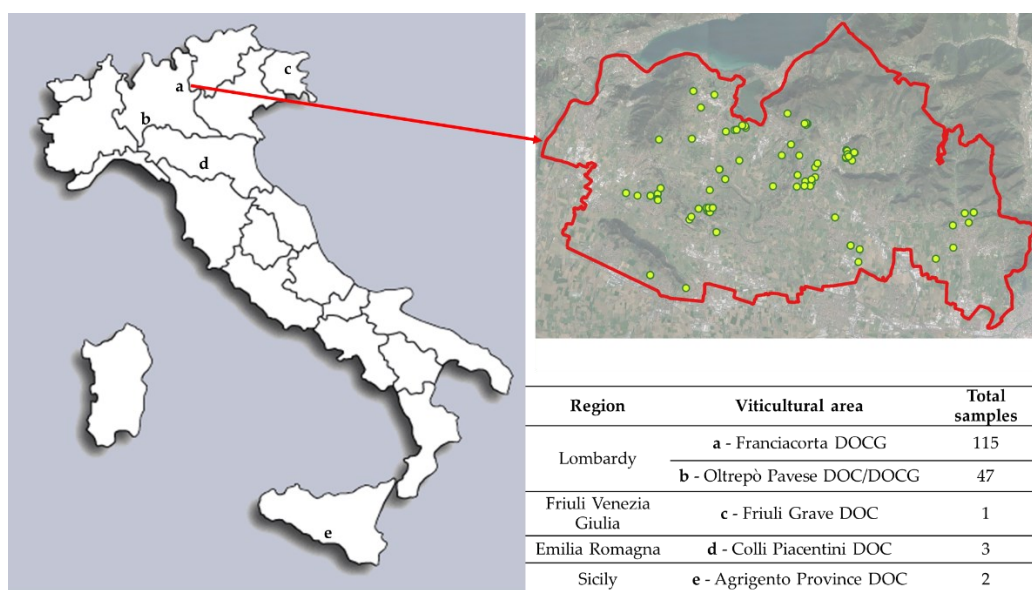 c
a
b
d
e
Region Viticultural area Total samples
Lombardy a - Franciacorta DOCG 115
b - Oltrepò Pavese DOC/DOCG 47
Friuli Venezia Giulia c - Friuli Grave DOC 1
Emilia Romagna d - Colli Piacentini DOC 3
Sicily e - Agrigento Province DOC 2